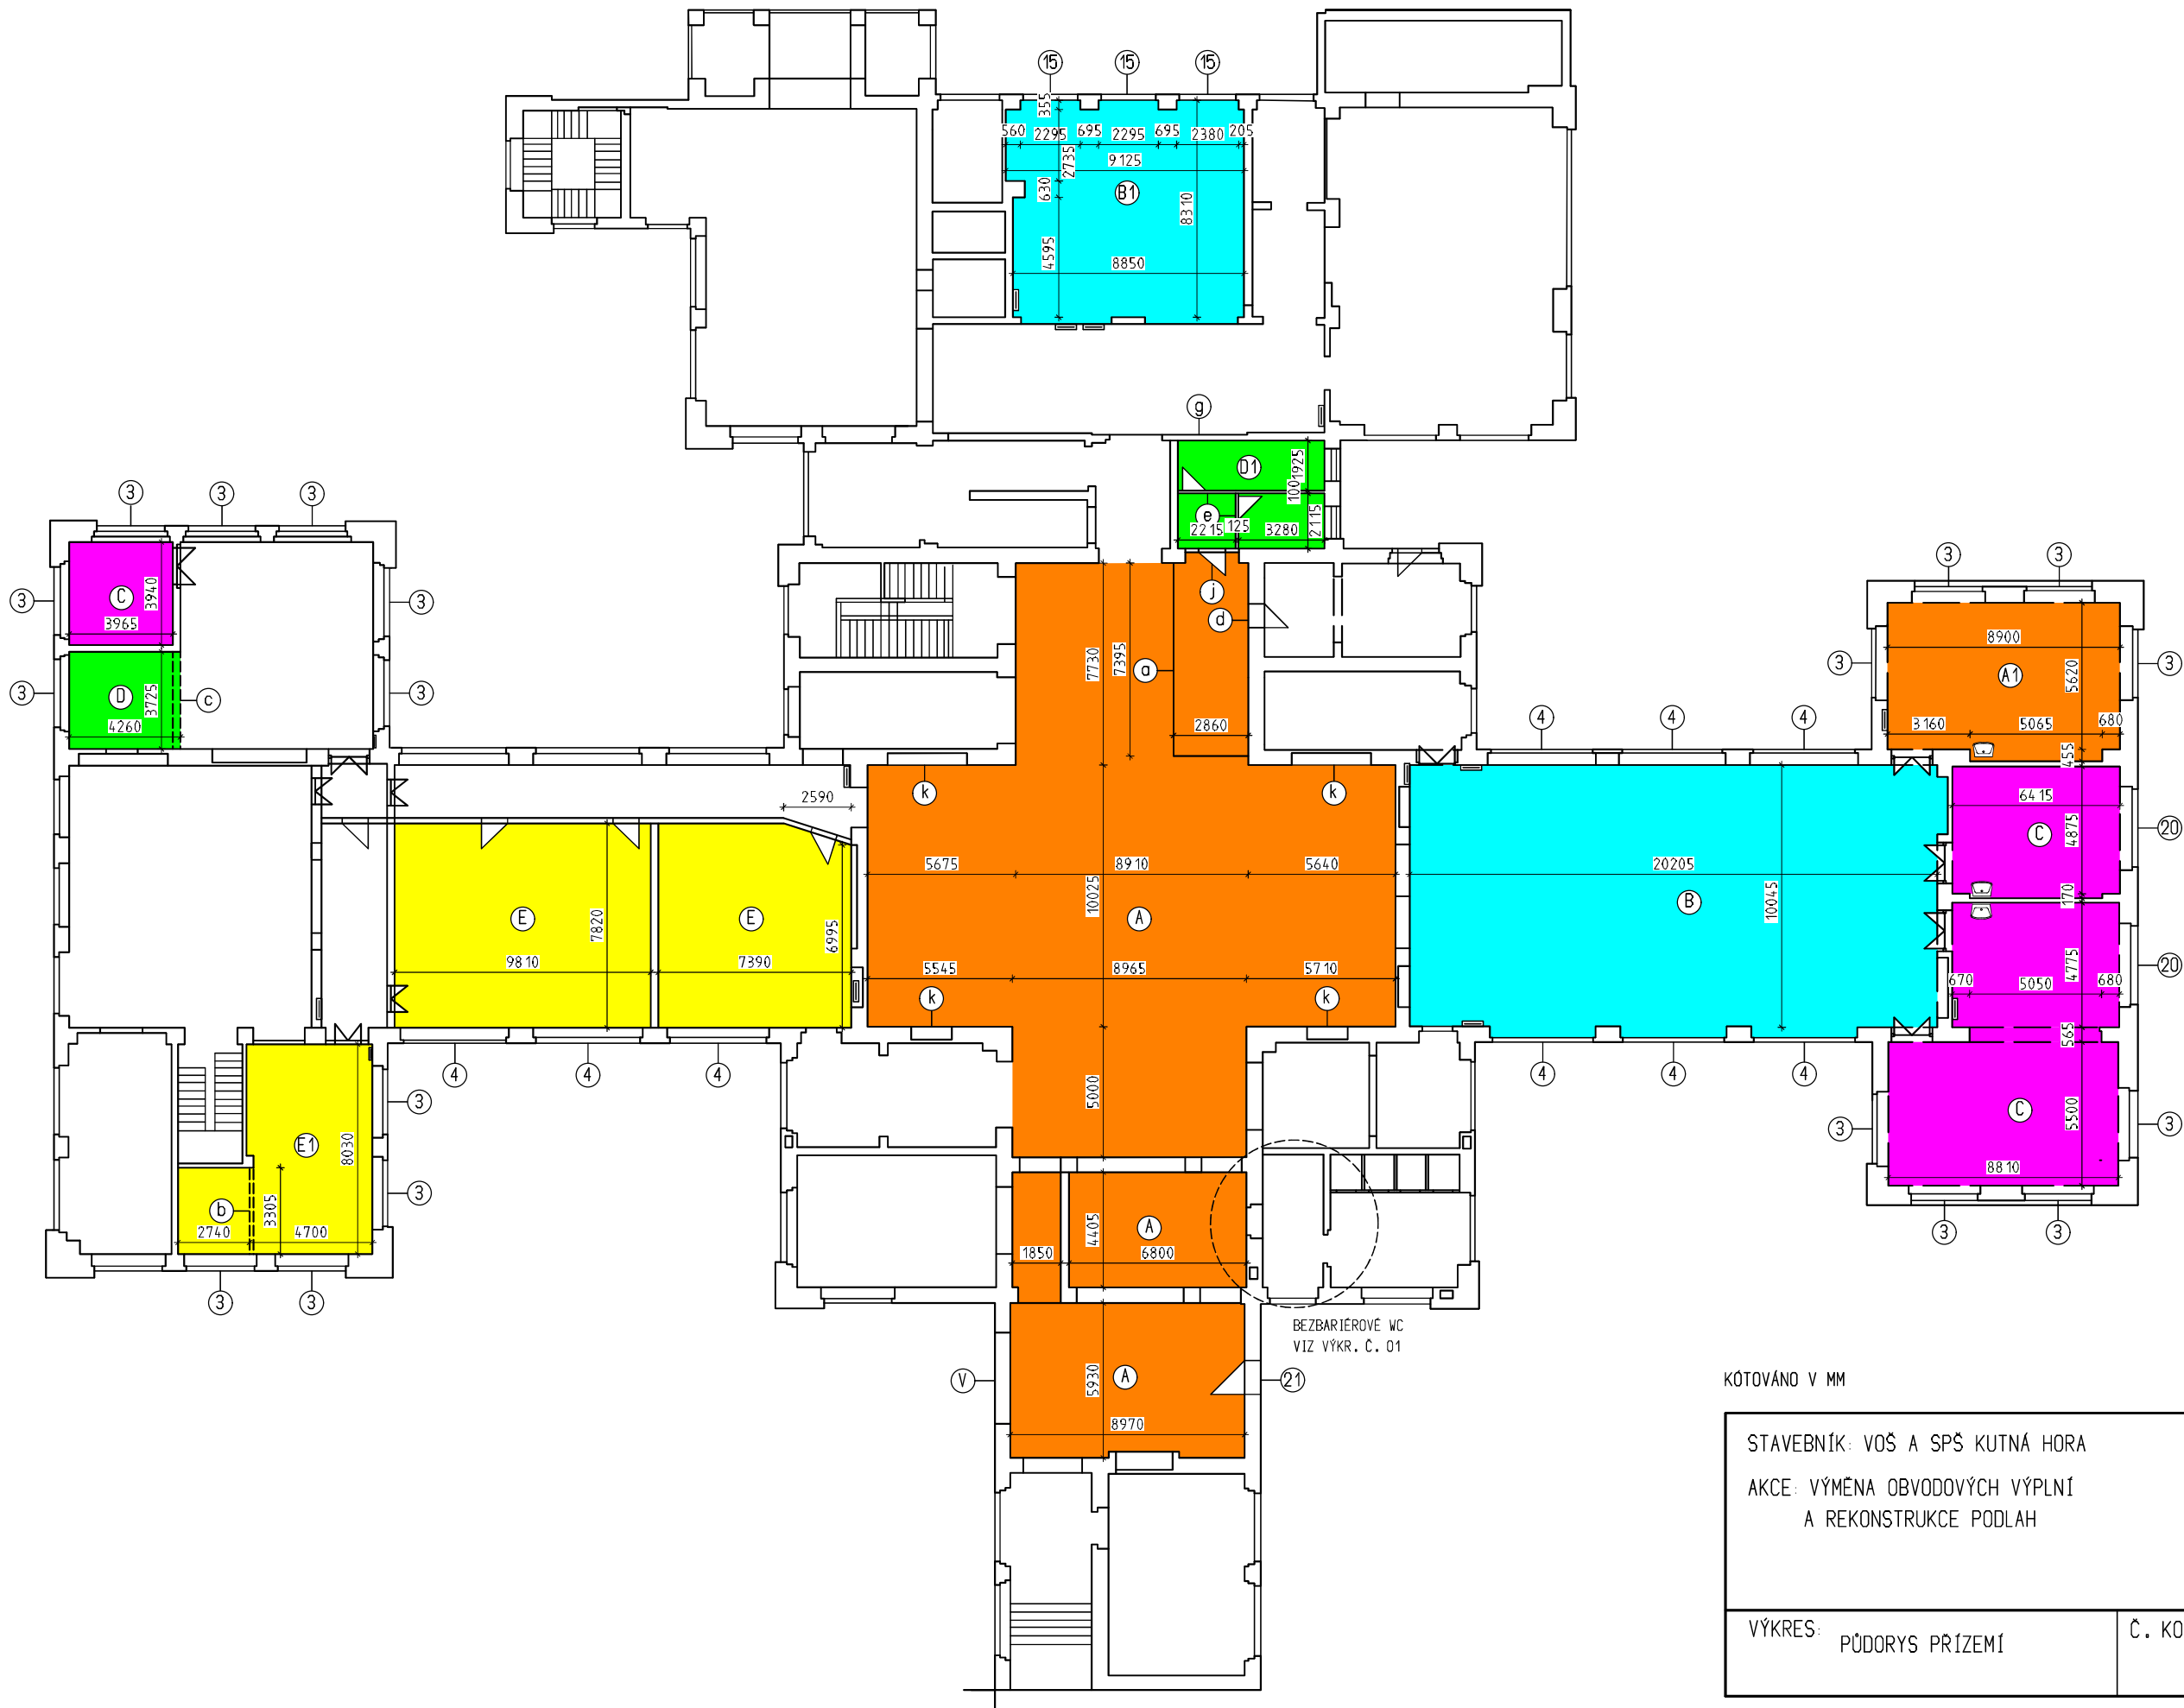 15 15 15
355
560 2295 695 2295 695 2380 205
2735
9125
630
B1
8310
4595
8850
g
D1
1925
100
e
2215 125 3280
2115
j
d
a
7730
7395
2860
3 3 3
3
C
3940
3965
3
3
D
3725
4260
c
3
3 3
3
8900
A1
5620
3
3160 5065 680
455
4 4 4
k
k
2590
6415
C
4875
20
5675 8910 5640
20205
10025
10045
E
E
A
B
7820
6995
170
9810 7390
5545 8965 5710
4775
20
670 5050 680
k
k
565
4 4 4
4 4 4
3
5000
C
5500
3
3
E1
8030
8810
3
b
3305
2740 4700
3 3
3 3
A
4405
1850 6800
BEZBARIÉROVÉ WC
VIZ VÝKR. Č. 01
V
A
5930
21
8970
KÓTOVÁNO V MM
STAVEBNÍK: VOŠ A SPŠ KUTNÁ HORA
AKCE: VÝMĚNA OBVODOVÝCH VÝPLNÍ
A REKONSTRUKCE PODLAH
VÝKRES: PŮDORYS PŘÍZEMÍ
Č. KO